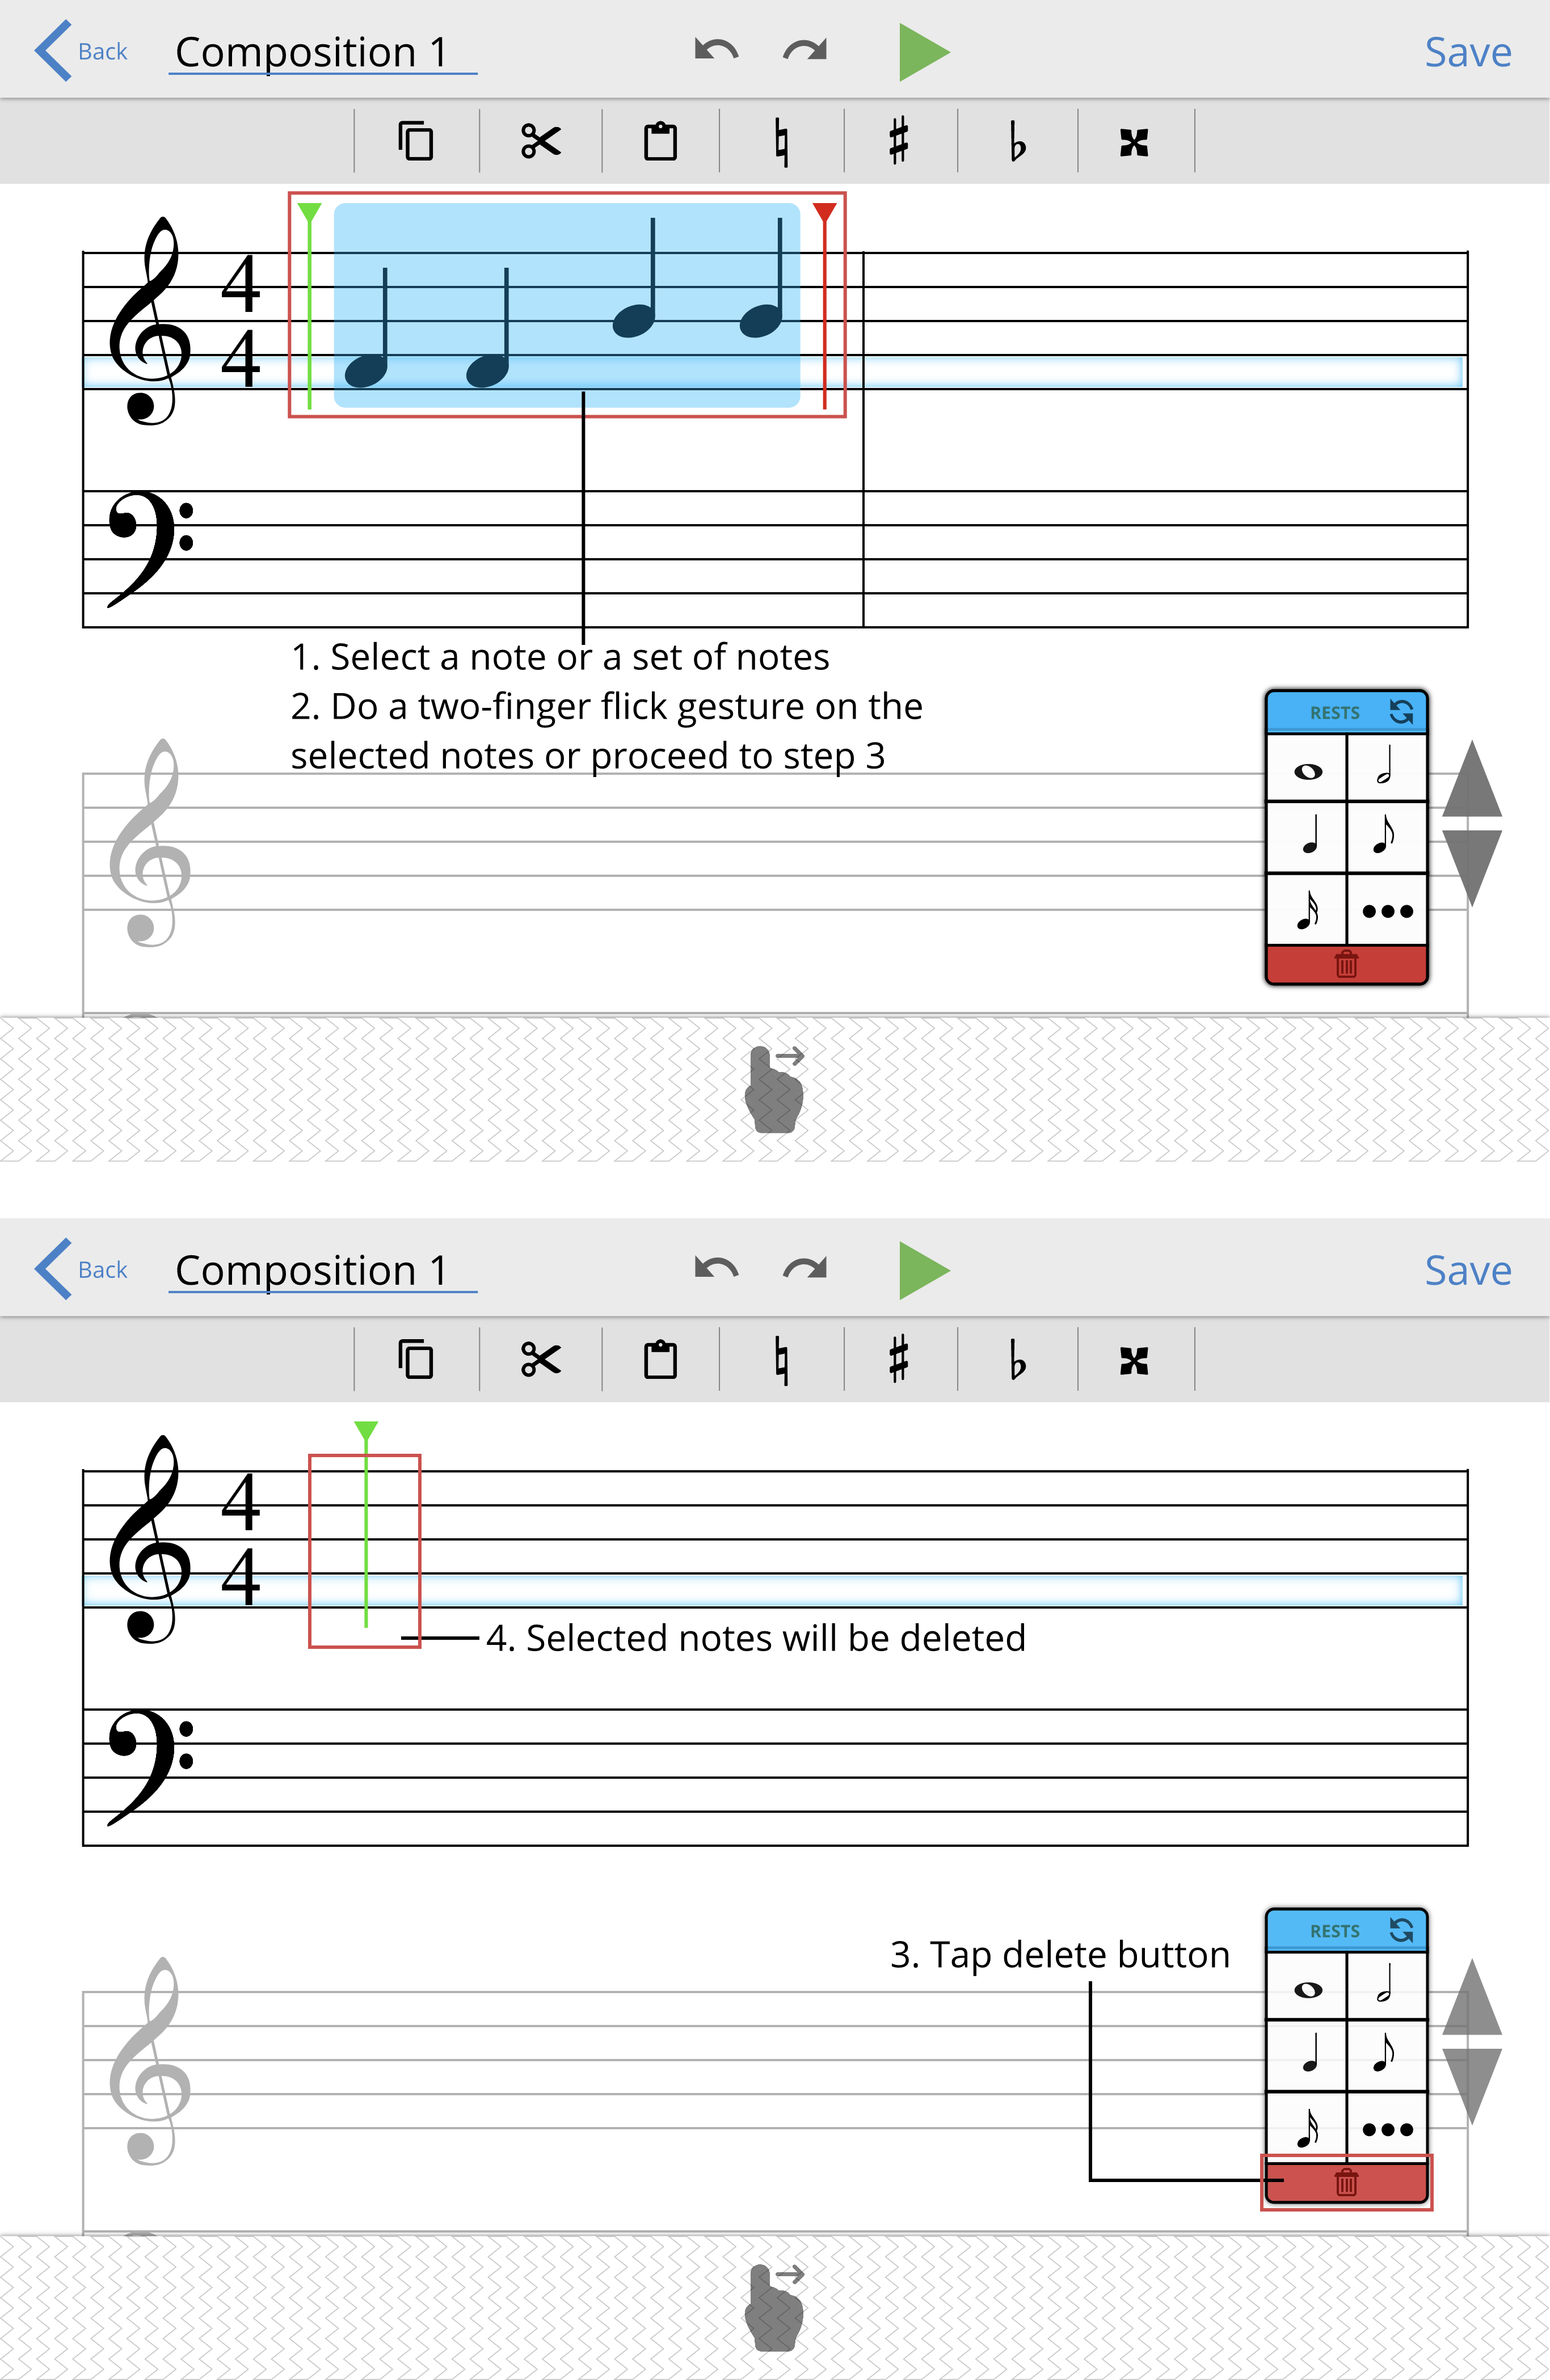 Back Composition 1 Save
4
4
1. Select a note or a set of notes
2. Do a two-finger flick gesture on the
selected notes or proceed to step 3
RESTS
Back Composition 1 Save
4
4
4. Selected notes will be deleted
RESTS
3. Tap delete button